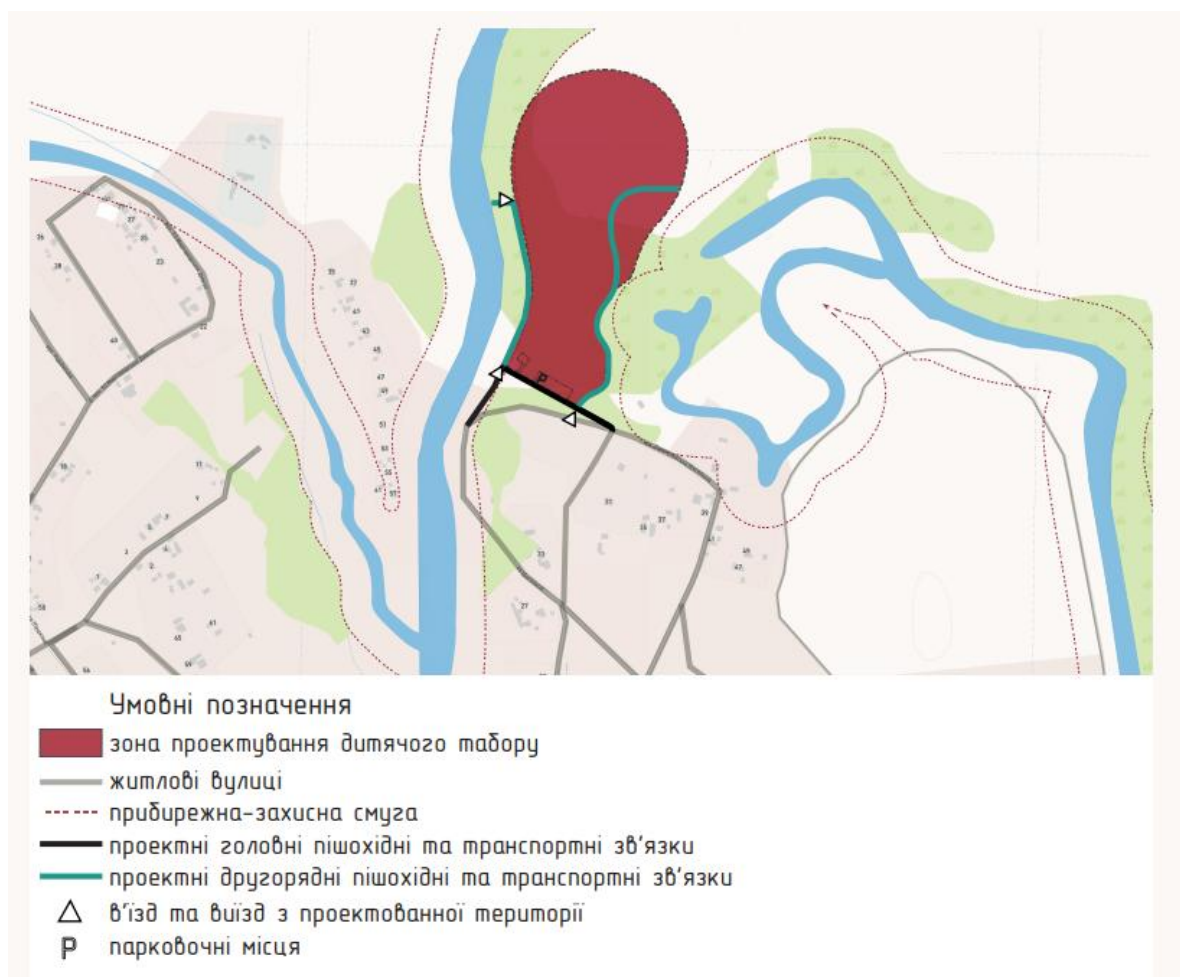 Умовні позначення
зона проектування дитячого табору
житлові вулиці
прибирежна-захисна смуга
проектні головні пішохідні та транспортні зв'язки
проектні другорядні пішохідні та транспортні зв'язки
в'їзд та виїзд з проектованної території
P парковочні місця